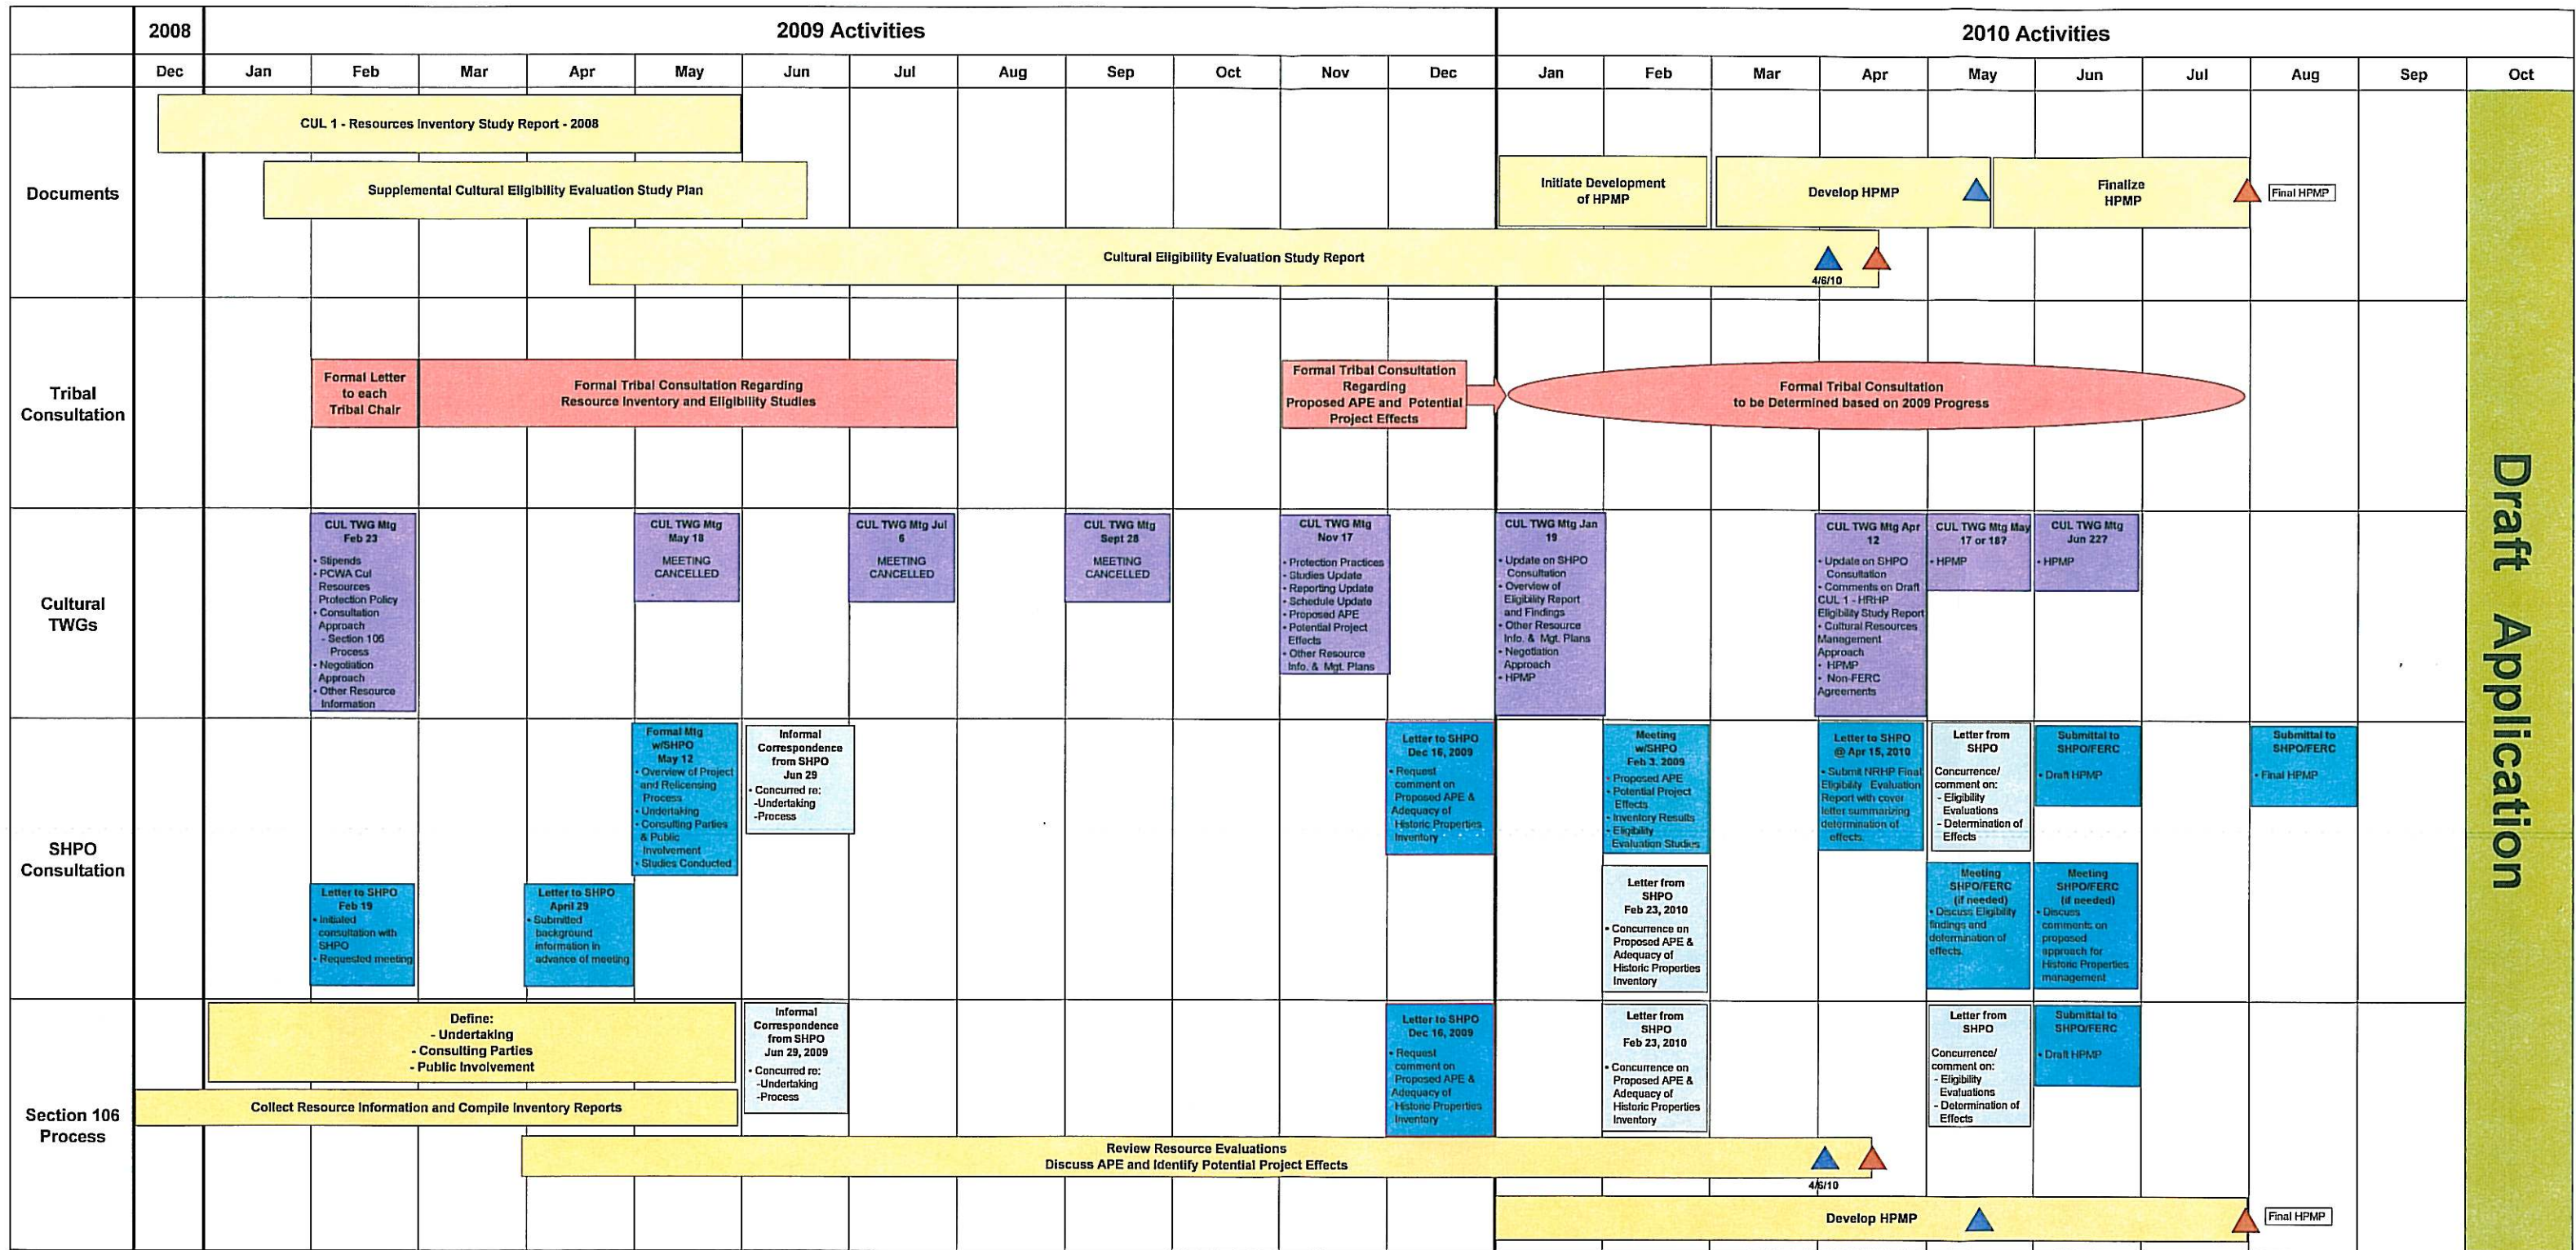 2008
2009 Activities
2010 Activities
Dec
Jan
Feb
Mar
Apr
May
Jun
Jul
Aug
Sep
Oct
Nov
Dec
Jan
Feb
Mar
Apr
May
Jun
Jul
Aug
Sep
Oct
Documents
CUL 1 - Resources Inventory Study Report - 2008
Supplemental Cultural Eligibility Evaluation Study Plan
Initiate Development
of HPMP
Develop HPMP
Finalize
HPMP
Final HPMP
Cultural Eligibility Evaluation Study Report
4/6/10
Tribal
Consultation
Formal Letter
to each
Tribal Chair
Formal Tribal Consultation Regarding
Resource Inventory and Eligibility Studies
Formal Tribal Consultation
Regarding
Proposed APE and Potential
Project Effects
Formal Tribal Consultation
to be Determined based on 2009 Progress
Cultural
TWGs
CUL TWG Mtg
Feb 23
• Stipends
• PCWA Cul
Resources
Protection Policy
• Consultation
Approach
- Section 106
Process
• Negotiation
Approach
• Other Resource
Information
CUL TWG Mtg
May 18
MEETING
CANCELLED
CUL TWG Mtg Jul
6
MEETING
CANCELLED
CUL TWG Mtg
Sept 28
MEETING
CANCELLED
CUL TWG Mtg
Nov 17
• Protection Practices
• Studies Update
• Reporting Update
• Schedule Update
• Proposed APE
• Potential Project
Effects
• Other Resource
Info. & Mgt. Plans
CUL TWG Mtg Jan
19
• Update on SHPO
Consultation
• Overview of
Eligibility Report
and Findings
• Other Resource
Info. & Mgt. Plans
• Negotiation
Approach
• HPMP
CUL TWG Mtg Apr
12
• Update on SHPO
Consultation
• Comments on Draft
CUL 1 - HRHP
Eligibility Study Report
• Cultural Resources
Management
Approach
• HPMP
• Non-FERC
Agreements
CUL TWG Mtg May
17 or 18?
• HPMP
CUL TWG Mtg
Jun 22?
• HPMP
SHPO
Consultation
Letter to SHPO
Feb 19
• Initiated
consultation with
SHPO
• Requested meeting
Letter to SHPO
April 29
• Submitted
background
information in
advance of meeting
Formal Mtg
w/SHPO
May 12
• Overview of Project
and Relicensing
Process
• Undertaking
• Consulting Parties
& Public
Involvement
• Studies Conducted
Informal
Correspondence
from SHPO
Jun 29
• Concurred re:
-Undertaking
-Process
Letter to SHPO
Dec 16, 2009
• Request
comment on
Proposed APE &
Adequacy of
Historic Properties
Inventory
Meeting
w/SHPO
Feb 3, 2009
• Proposed APE
• Potential Project
Effects
• Inventory Results
• Eligibility
Evaluation Studies
Letter from
SHPO
Feb 23, 2010
• Concurrence on
Proposed APE &
Adequacy of
Historic Properties
Inventory
Letter to SHPO
@ Apr 15, 2010
• Submit NRHP Final
Eligibility Evaluation
Report with cover
letter summarizing
determination of
effects.
Letter from
SHPO
Concurrence/
comment on:
- Eligibility
Evaluations
- Determination of
Effects
Meeting
SHPO/FERC
(if needed)
• Discuss Eligibility
findings and
determination of
effects.
Submittal to
SHPO/FERC
• Draft HPMP
Meeting
SHPO/FERC
(if needed)
• Discuss
comments on
proposed
approach for
Historic Properties
management
Submittal to
SHPO/FERC
• Final HPMP
Section 106
Process
Define:
- Undertaking
- Consulting Parties
- Public Involvement
Collect Resource Information and Compile Inventory Reports
Informal
Correspondence
from SHPO
Jun 29, 2009
• Concurred re:
-Undertaking
-Process
Letter to SHPO
Dec 16, 2009
• Request
comment on
Proposed APE &
Adequacy of
Historic Properties
Inventory
Letter from
SHPO
Feb 23, 2010
• Concurrence on
Proposed APE &
Adequacy of
Historic Properties
Inventory
Letter from
SHPO
Concurrence/
comment on:
- Eligibility
Evaluations
- Determination of
Effects
Submittal to
SHPO/FERC
• Draft HPMP
Review Resource Evaluations
Discuss APE and Identify Potential Project Effects
4/6/10
Develop HPMP
Final HPMP
Draft Application